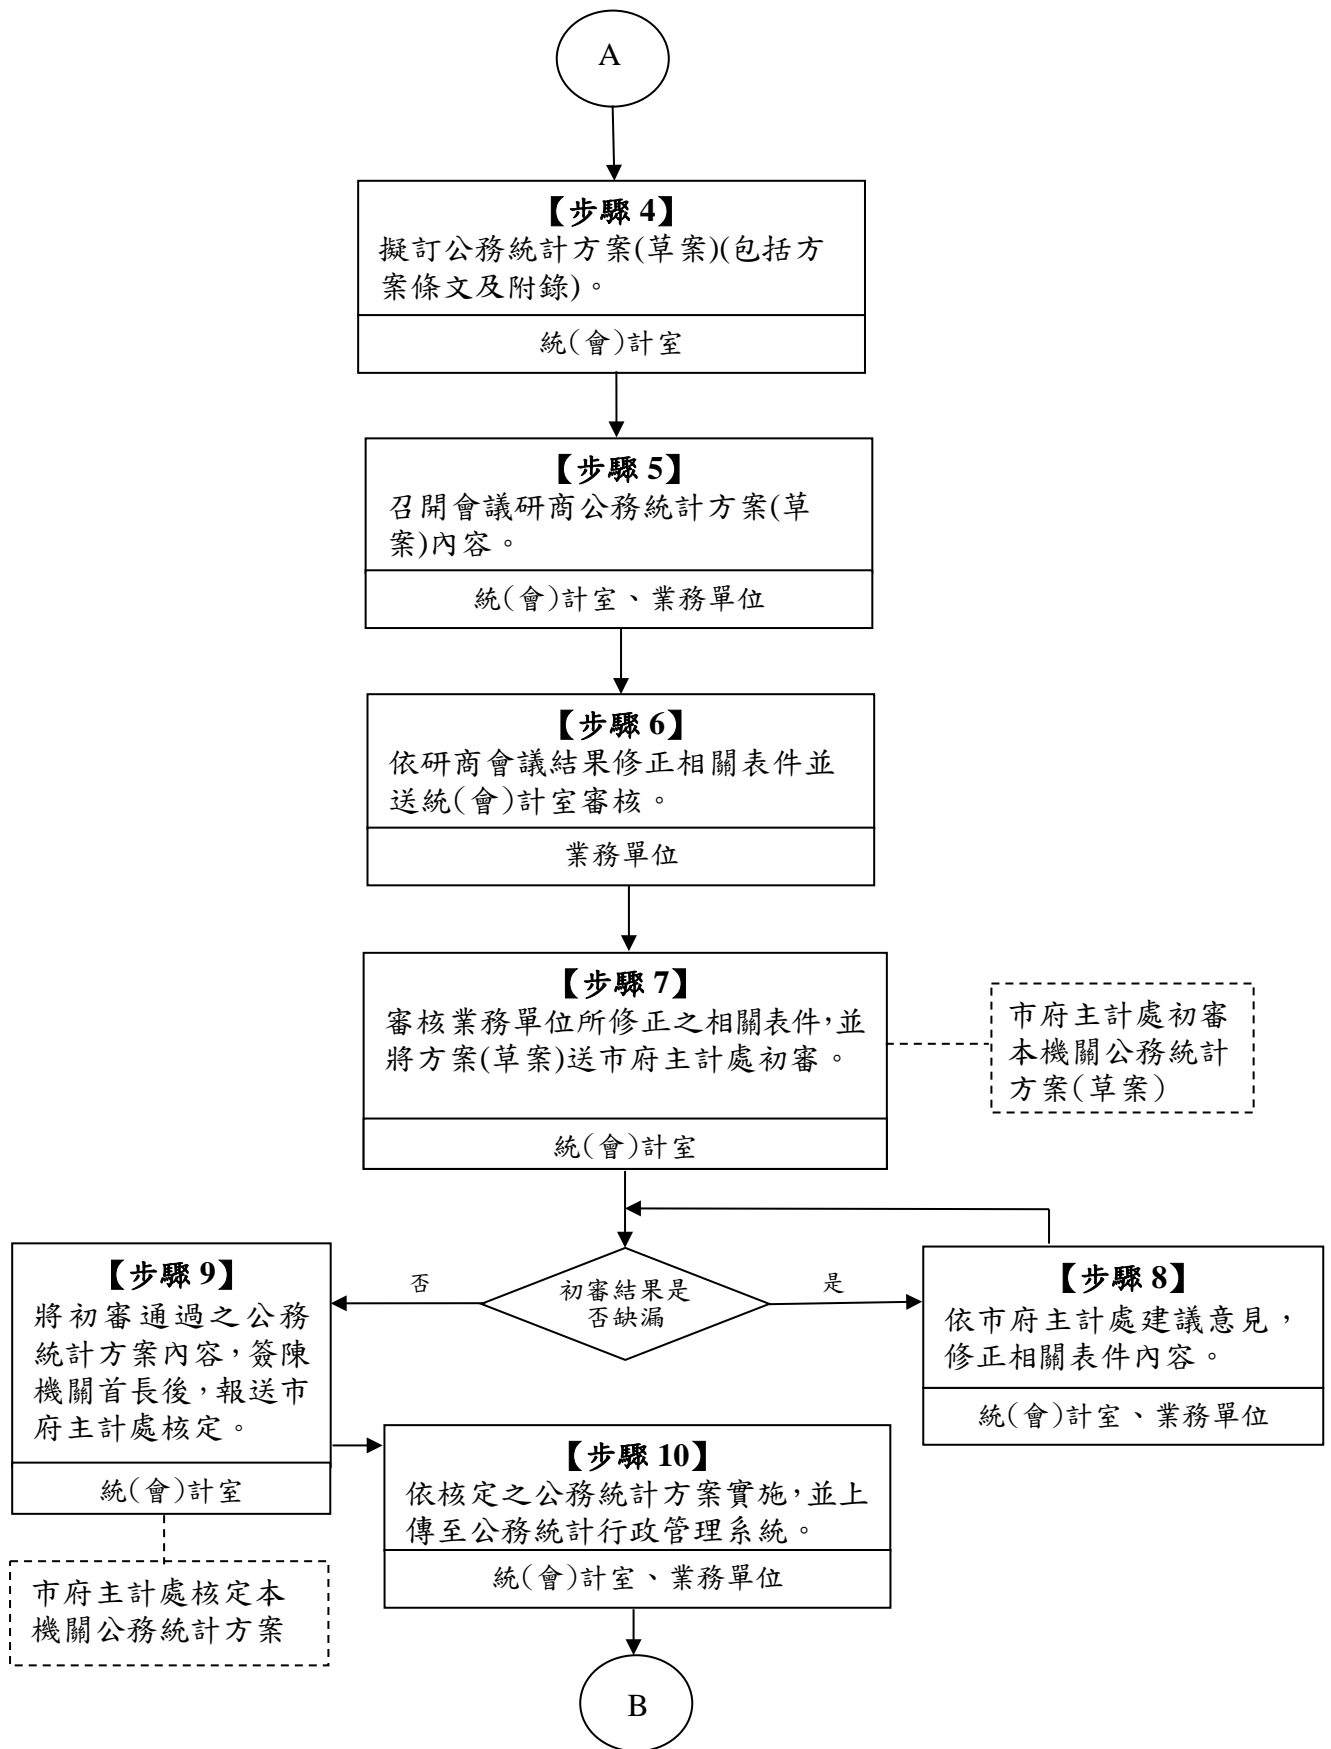 A
【步驟 4】
擬訂公務統計方案(草案)(包括方
案條文及附錄)。
統(會)計室
【步驟 5】
召開會議研商公務統計方案(草
案)內容。
統(會)計室、業務單位
【步驟 6】
依研商會議結果修正相關表件並
送統(會)計室審核。
業務單位
【步驟 7】
審核業務單位所修正之相關表件,並
將方案(草案)送市府主計處初審。
統(會)計室
市府主計處初審
本機關公務統計
方案(草案)
初審結果是
否缺漏
否
是
【步驟 8】
依市府主計處建議意見,
修正相關表件內容。
統(會)計室、業務單位
【步驟 9】
將初審通過之公務
統計方案內容,簽陳
機關首長後,報送市
府主計處核定。
統(會)計室
市府主計處核定本
機關公務統計方案
【步驟 10】
依核定之公務統計方案實施,並上
傳至公務統計行政管理系統。
統(會)計室、業務單位
B